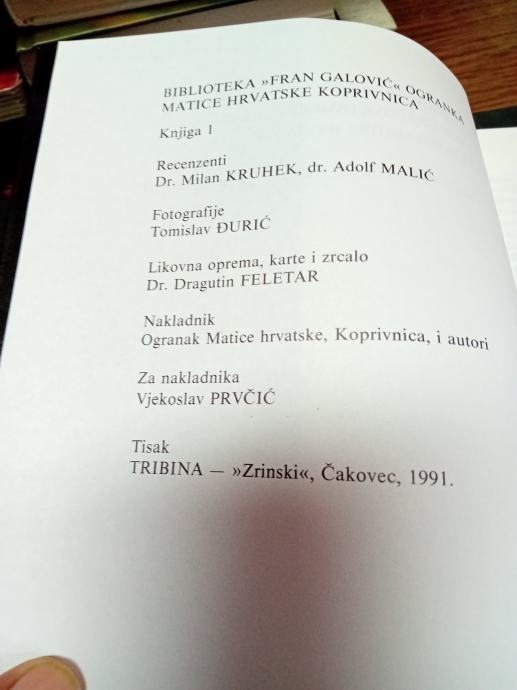 BIBLIOTEKA »FRAN GALOVIĆ« OGRANKA
MATICE HRVATSKE KOPRIVNICA
Knjiga 1
Recenzenti
Dr. Milan KRUHEK, dr. Adolf MALIĆ
Fotografije
Tomislav ĐURIĆ
Likovna oprema, karte i zrcalo
Dr. Dragutin FELETAR
Nakladnik
Ogranak Matice hrvatske, Koprivnica, i autori
Za nakladnika
Vjekoslav PRVČIĆ
Tisak
TRIBINA — »Zrinski«, Čakovec, 1991.